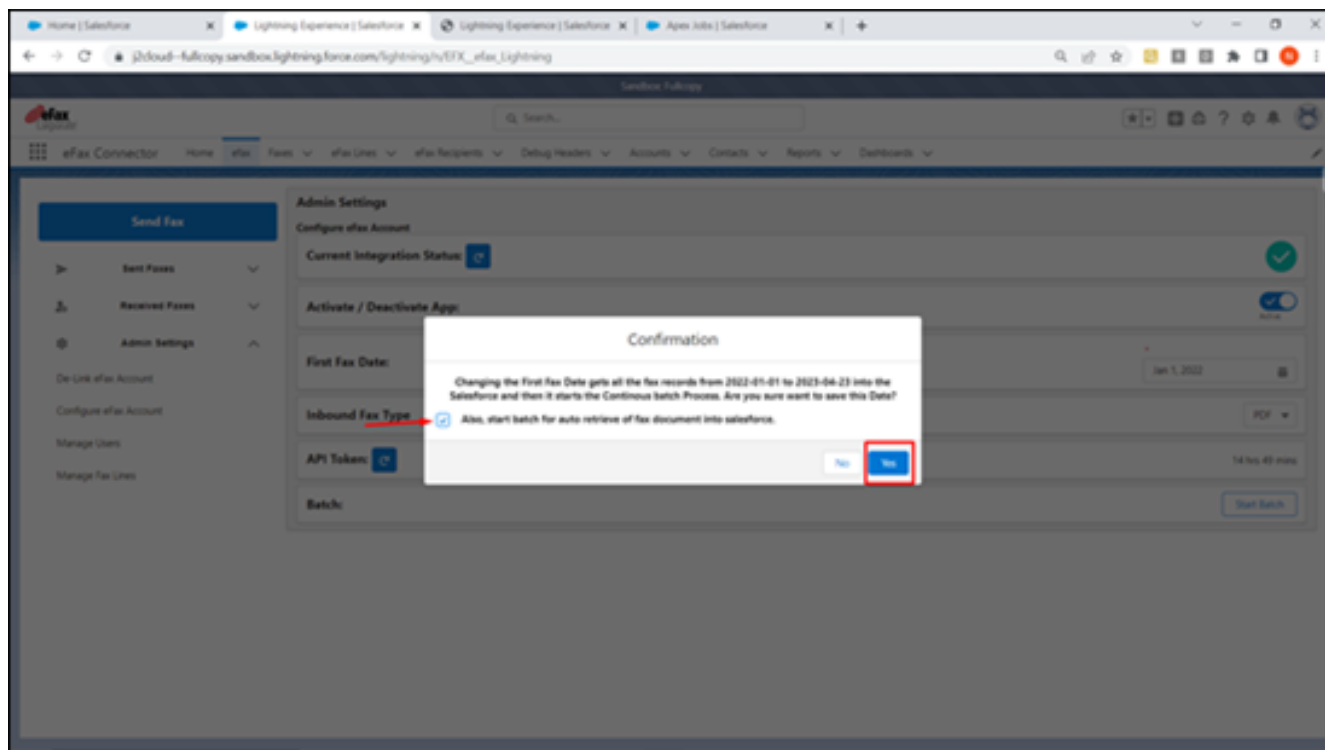 Home | Salesforce
Lightning Experience | Salesforce
Lightning Experience | Salesforce
Apex Jobs | Salesforce
j2cloud--fullcopy.sandbox.lightning.force.com/lightning/n/EFX__efax_Lightning
Sandbox: Fullcopy
eFax
Corporate
Search...
eFax Connector
Home
eFax
Faxes
eFax Lines
eFax Recipients
Debug Headers
Accounts
Contacts
Reports
Dashboards
Send Fax
Sent Faxes
Received Faxes
Admin Settings
De-Link eFax Account
Configure eFax Account
Manage Users
Manage Fax Lines
Admin Settings
Configure eFax Account
Current Integration Status:
Activate / Deactivate App:
Active
First Fax Date:
Jan 1, 2022
Inbound Fax Type
PDF
API Token:
14 hrs 49 mins
Batch:
Start Batch
Confirmation
Changing the First Fax Date gets all the fax records from 2022-01-01 to 2023-04-23 into the
Salesforce and then it starts the Continous batch Process. Are you sure want to save this Date?
Also, start batch for auto retrieve of fax document into salesforce.
No
Yes